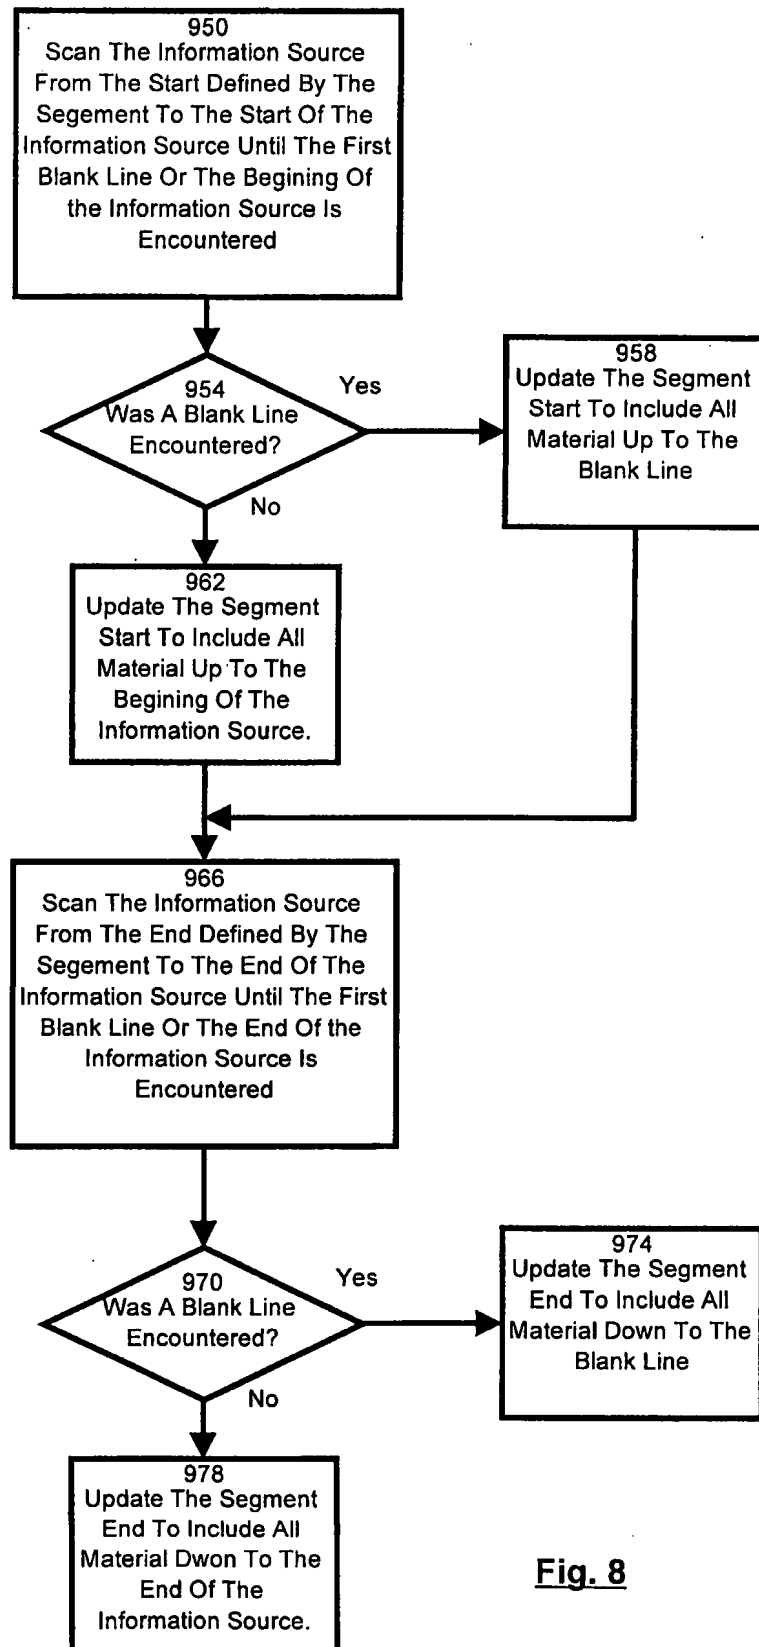 950
Scan The Information Source
From The Start Defined By The
Segement To The Start Of The
Information Source Until The First
Blank Line Or The Begining Of
the Information Source Is
Encountered
954
Was A Blank Line
Encountered?
Yes
No
958
Update The Segment
Start To Include All
Material Up To The
Blank Line
962
Update The Segment
Start To Include All
Material Up To The
Begining Of The
Information Source.
966
Scan The Information Source
From The End Defined By The
Segement To The End Of The
Information Source Until The First
Blank Line Or The End Of the
Information Source Is
Encountered
970
Was A Blank Line
Encountered?
Yes
No
974
Update The Segment
End To Include All
Material Down To The
Blank Line
978
Update The Segment
End To Include All
Material Dwon To The
End Of The
Information Source.
Fig. 8